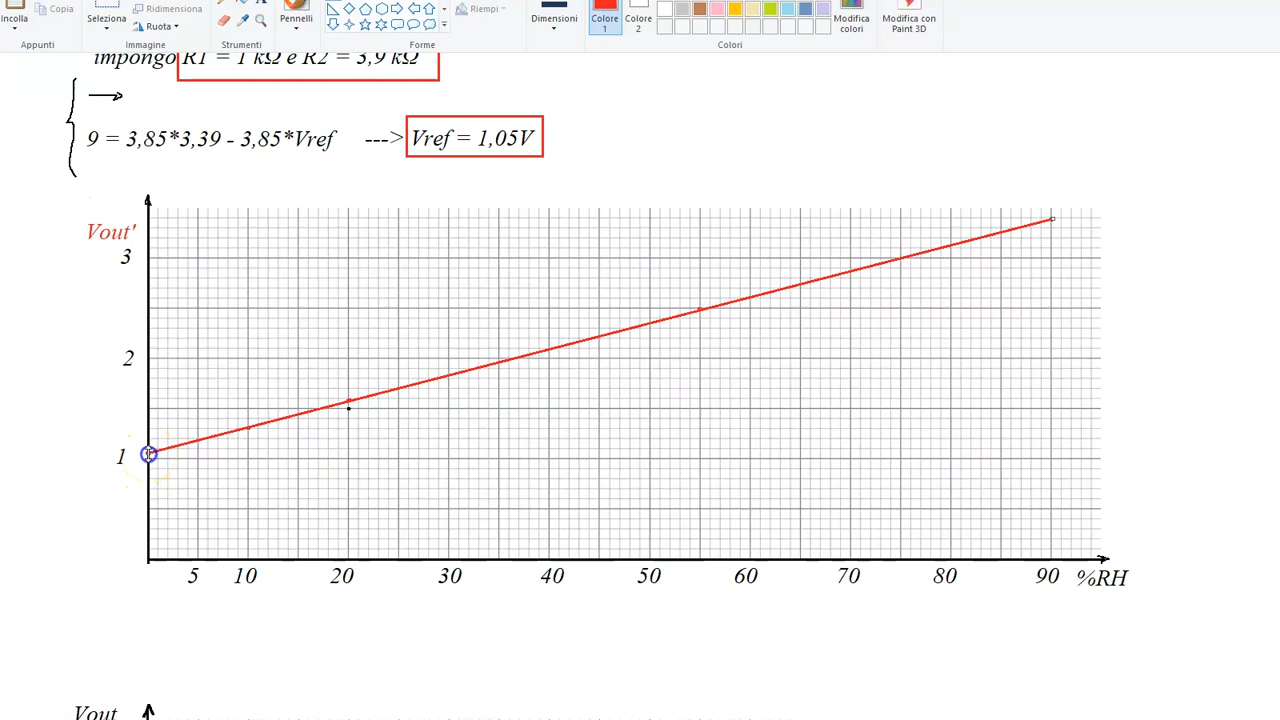 Incolla
Copia
Appunti
Seleziona
Ridimensiona
Ruota
Immagine
Strumenti
Pennelli
Riempi
Forme
Dimensioni
Colore 1
Colore 2
Colori
Modifica colori
Modifica con Paint 3D
impongo R1 = 1 kΩ e R2 = 3,9 kΩ
9 = 3,85*3,39 - 3,85*Vref ---> Vref = 1,05V
Vout'
3
2
1
5 10 20 30 40 50 60 70 80 90 %RH
Vout